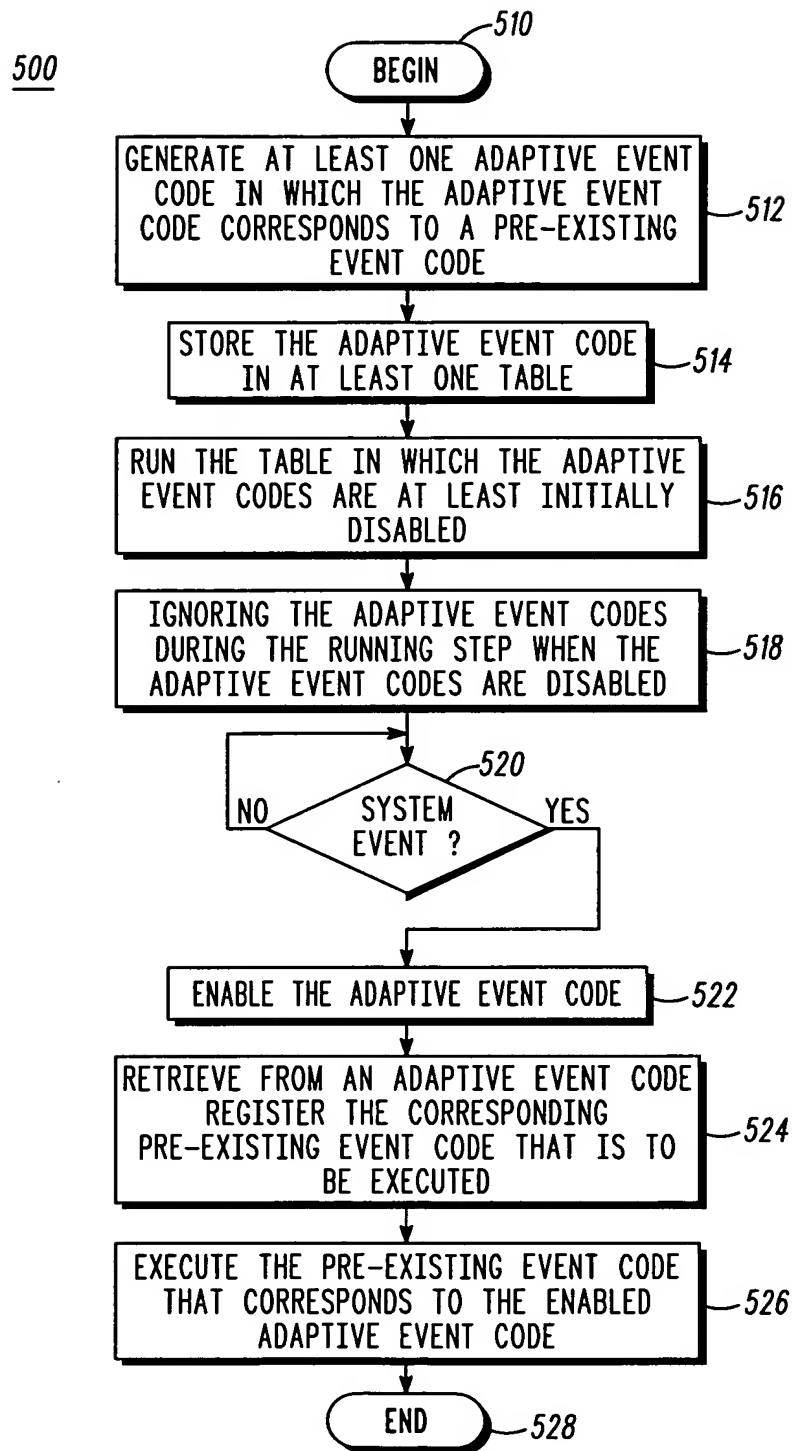 510
500
BEGIN
GENERATE AT LEAST ONE ADAPTIVE EVENT
CODE IN WHICH THE ADAPTIVE EVENT
CODE CORRESPONDS TO A PRE-EXISTING
EVENT CODE
512
STORE THE ADAPTIVE EVENT CODE
IN AT LEAST ONE TABLE
514
RUN THE TABLE IN WHICH THE ADAPTIVE
EVENT CODES ARE AT LEAST INITIALLY
DISABLED
516
IGNORING THE ADAPTIVE EVENT CODES
DURING THE RUNNING STEP WHEN THE
ADAPTIVE EVENT CODES ARE DISABLED
518
520
NO
SYSTEM
EVENT ?
YES
ENABLE THE ADAPTIVE EVENT CODE
522
RETRIEVE FROM AN ADAPTIVE EVENT CODE
REGISTER THE CORRESPONDING
PRE-EXISTING EVENT CODE THAT IS TO
BE EXECUTED
524
EXECUTE THE PRE-EXISTING EVENT CODE
THAT CORRESPONDS TO THE ENABLED
ADAPTIVE EVENT CODE
526
END
528